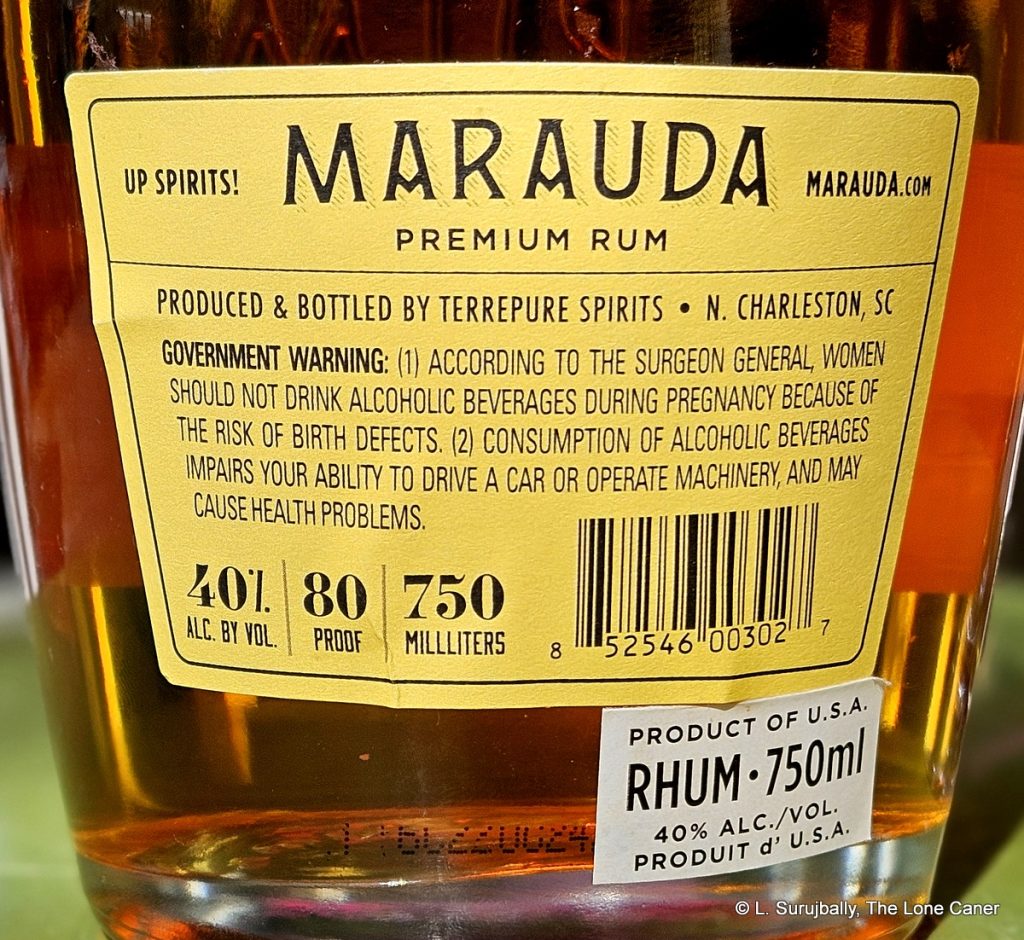 UP SPIRITS!
MARAUDA
MARAUDA.COM
PREMIUM RUM
PRODUCED & BOTTLED BY TERREPURE SPIRITS • N. CHARLESTON, SC
GOVERNMENT WARNING: (1) ACCORDING TO THE SURGEON GENERAL, WOMEN
SHOULD NOT DRINK ALCOHOLIC BEVERAGES DURING PREGNANCY BECAUSE OF
THE RISK OF BIRTH DEFECTS. (2) CONSUMPTION OF ALCOHOLIC BEVERAGES
IMPAIRS YOUR ABILITY TO DRIVE A CAR OR OPERATE MACHINERY, AND MAY
CAUSE HEALTH PROBLEMS.
40% 80 750
ALC. BY VOL. PROOF MILLLITERS
8 52546 00302 7
PRODUCT OF U.S.A.
RHUM • 750ml
40% ALC./VOL.
PRODUIT d' U.S.A.
© L. Surujbally, The Lone Caner